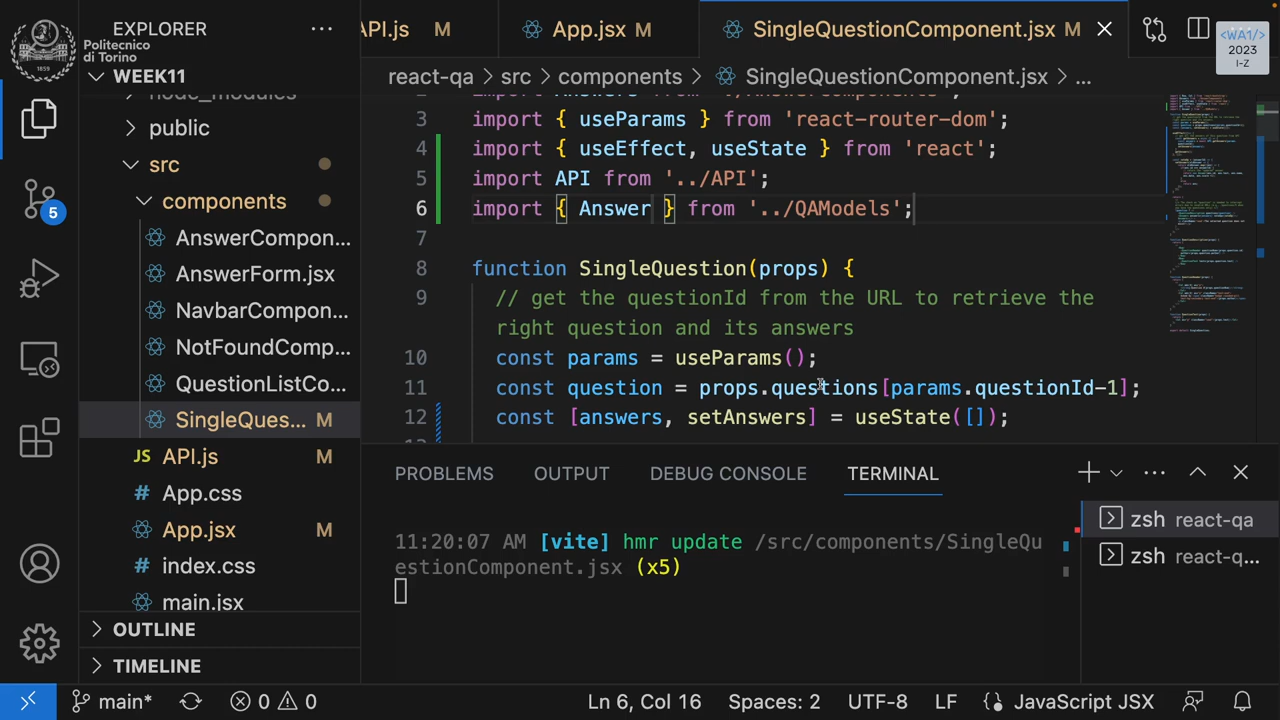 Politecnico
di Torino
1859
EXPLORER
API.js M
App.jsx M
SingleQuestionComponent.jsx M
<WA1/>
2023
I-Z
WEEK11
react-qa > src > components > SingleQuestionComponent.jsx > ...
node_modules
public
src
components
AnswerCompon...
AnswerForm.jsx
NavbarCompon...
NotFoundComp...
QuestionListCo...
SingleQues... M
JS API.js M
# App.css
App.jsx M
# index.css
main.jsx
OUTLINE
TIMELINE
5
3 import { useParams } from 'react-router-dom';
4 import { useEffect, useState } from 'react';
5 import API from '../API';
6 import { Answer } from '../QAModels';
7
8 function SingleQuestion(props) {
9 // get the questionId from the URL to retrieve the
right question and its answers
10 const params = useParams();
11 const question = props.questions[params.questionId-1];
12 const [answers, setAnswers] = useState([]);
PROBLEMS OUTPUT DEBUG CONSOLE TERMINAL
11:20:07 AM [vite] hmr update /src/components/SingleQu
estionComponent.jsx (x5)
zsh react-qa
zsh react-q...
main* 0 0 Ln 6, Col 16 Spaces: 2 UTF-8 LF JavaScript JSX